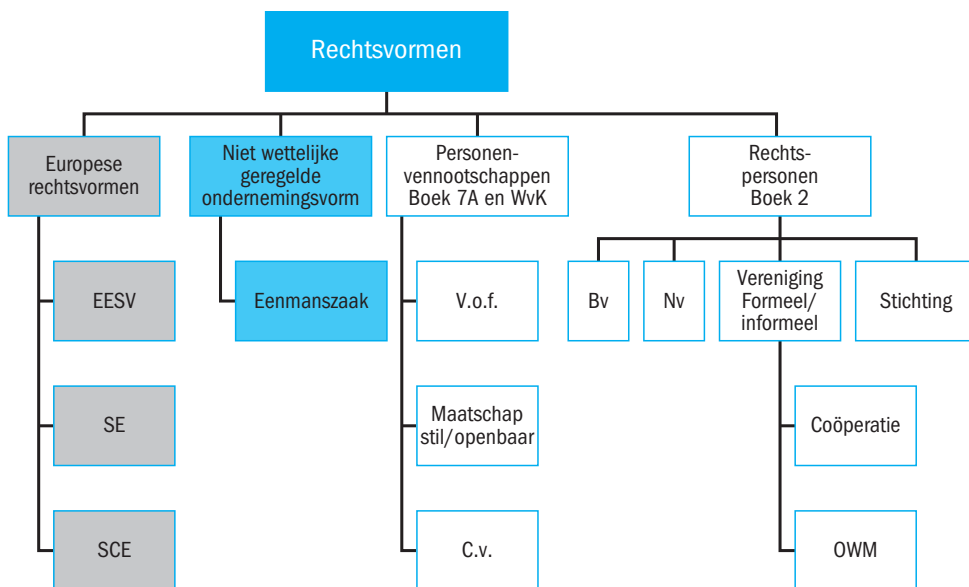 Rechtsvormen
Europese
rechtsvormen
Niet wettelijke
geregelde
ondernemingsvorm
Personen-
vennootschappen
Boek 7A en WvK
Rechts-
personen
Boek 2
EESV
Eenmanszaak
V.o.f.
Bv
Nv
Vereniging
Formeel/
informeel
Stichting
SE
Maatschap
stil/openbaar
Coöperatie
SCE
C.v.
OWM